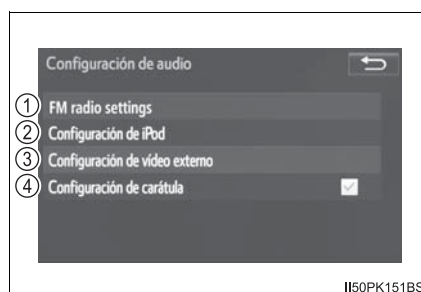 Configuración de audio
1 FM radio settings
2 Configuración de iPod
3 Configuración de vídeo externo
4 Configuración de carátula
II50PK151BS